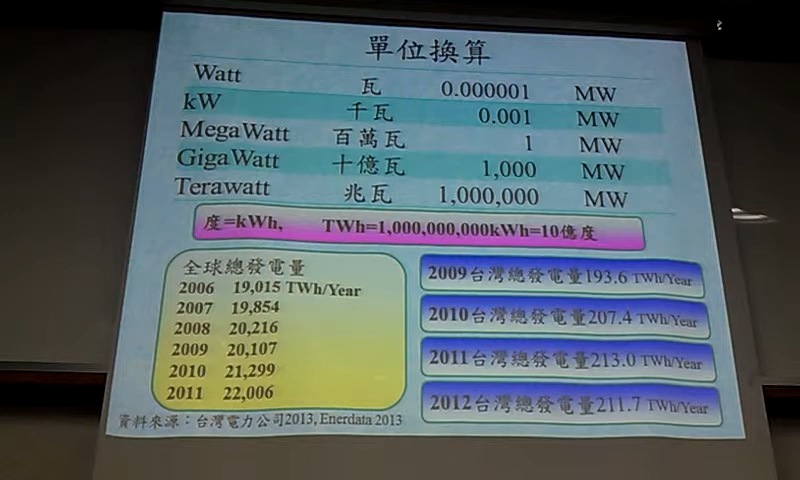 單位換算
Watt 瓦 0.000001 MW
kW 千瓦 0.001 MW
MegaWatt 百萬瓦 1 MW
GigaWatt 十億瓦 1,000 MW
Terawatt 兆瓦 1,000,000 MW
度=kWh, TWh=1,000,000,000kWh=10億度
全球總發電量
2006 19,015 TWh/Year
2007 19,854
2008 20,216
2009 20,107
2010 21,299
2011 22,006
2009台灣總發電量193.6 TWh/Year
2010台灣總發電量207.4 TWh/Year
2011台灣總發電量213.0 TWh/Year
2012台灣總發電量211.7 TWh/Year
資料來源：台灣電力公司2013, Enerdata 2013